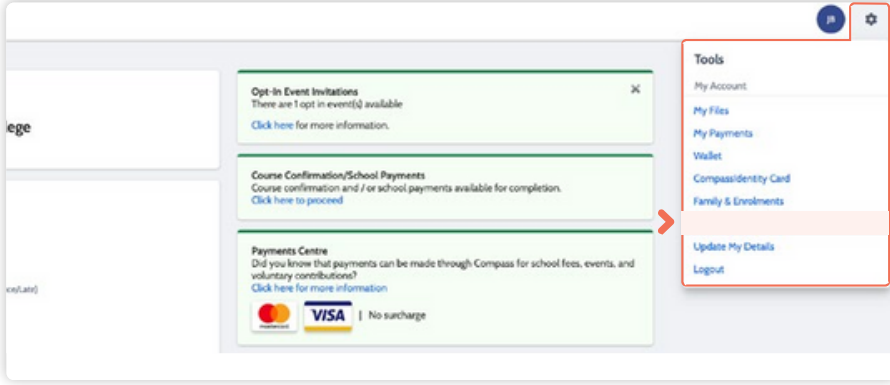 JR
Tools
My Account
My Files
My Payments
Wallet
CompassIdentity Card
Family & Enrolments
Update My Details
Logout
lege
Opt-In Event Invitations
There are 1 opt in event(s) available
Click here for more information.
Course Confirmation/School Payments
Course confirmation and / or school payments available for completion.
Click here to proceed
Payments Centre
Did you know that payments can be made through Compass for school fees, events, and
voluntary contributions?
Click here for more information
mastercard
VISA | No surcharge
nce/Late)